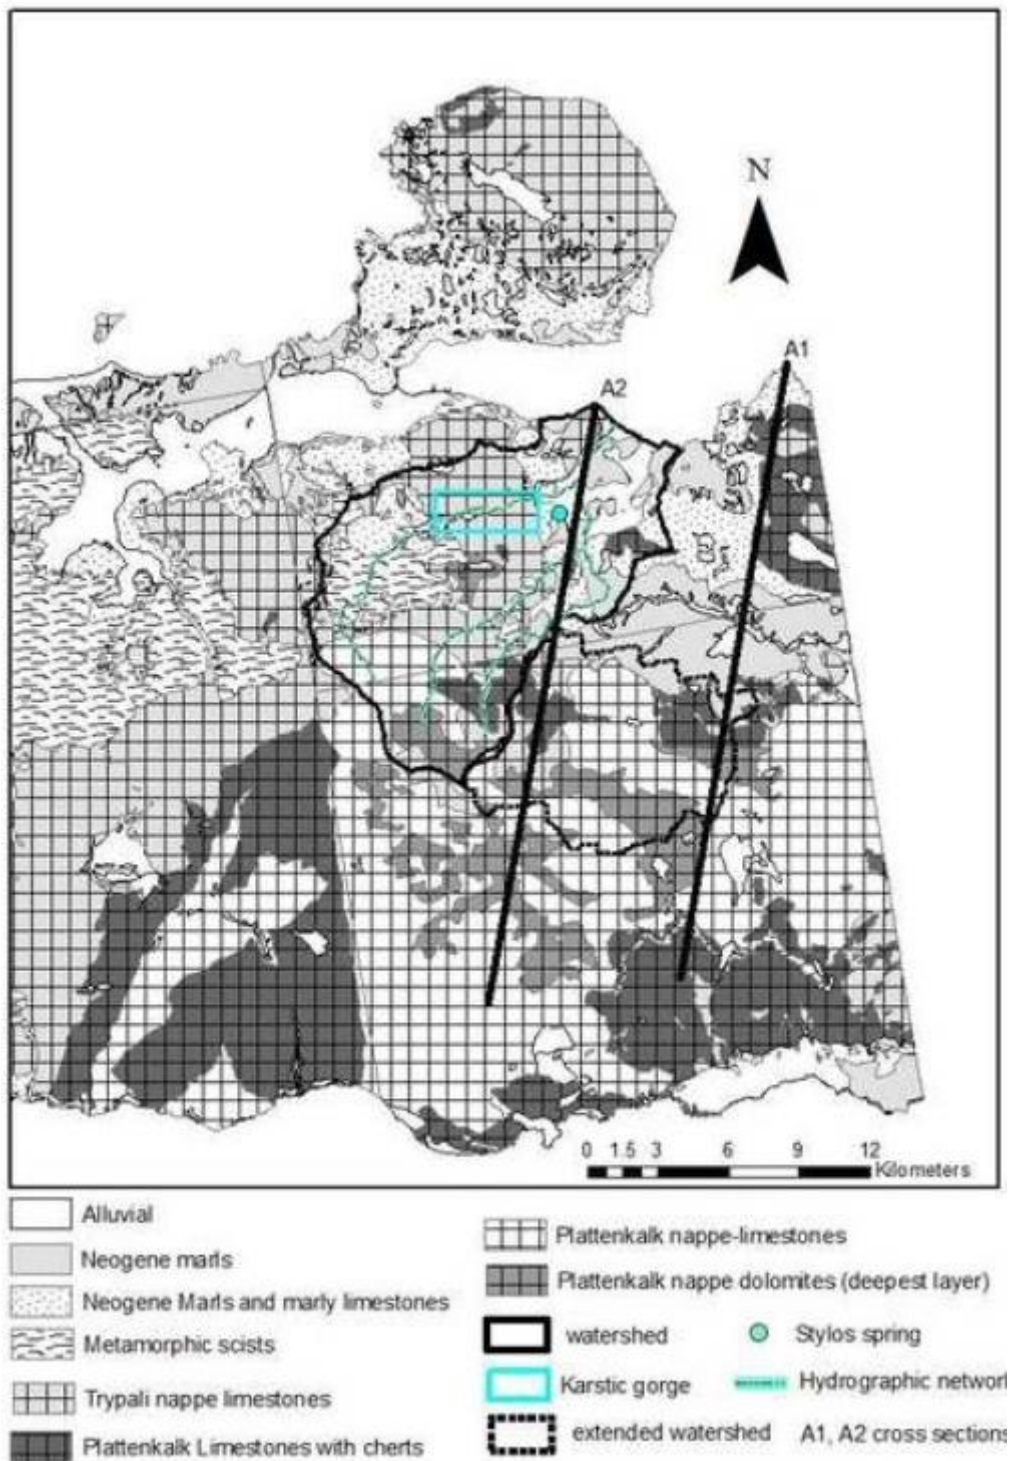 N
A1
A2
0 1.5 3 6 9 12
Kilometers
Alluvial
Neogene marls
Neogene Marls and marly limestones
Metamorphic scists
Trypali nappe limestones
Plattenkalk Limestones with cherts
Plattenkalk nappe-limestones
Plattenkalk nappe dolomites (deepest layer)
watershed
Stylos spring
Karstic gorge
Hydrographic network
extended watershed
A1, A2 cross sections